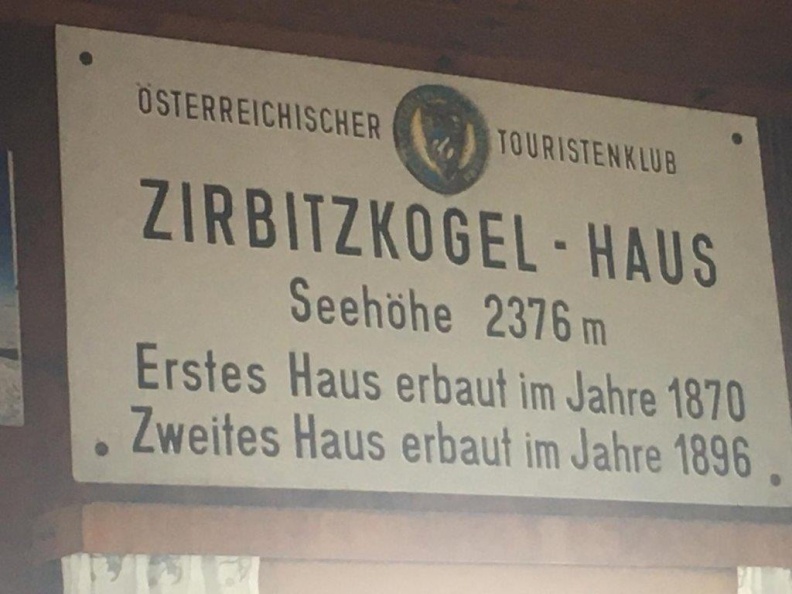 ÖSTERREICHISCHER TOURISTENKLUB
ZIRBITZKOGEL - HAUS
Seehöhe 2376 m
Erstes Haus erbaut im Jahre 1870
Zweites Haus erbaut im Jahre 1896